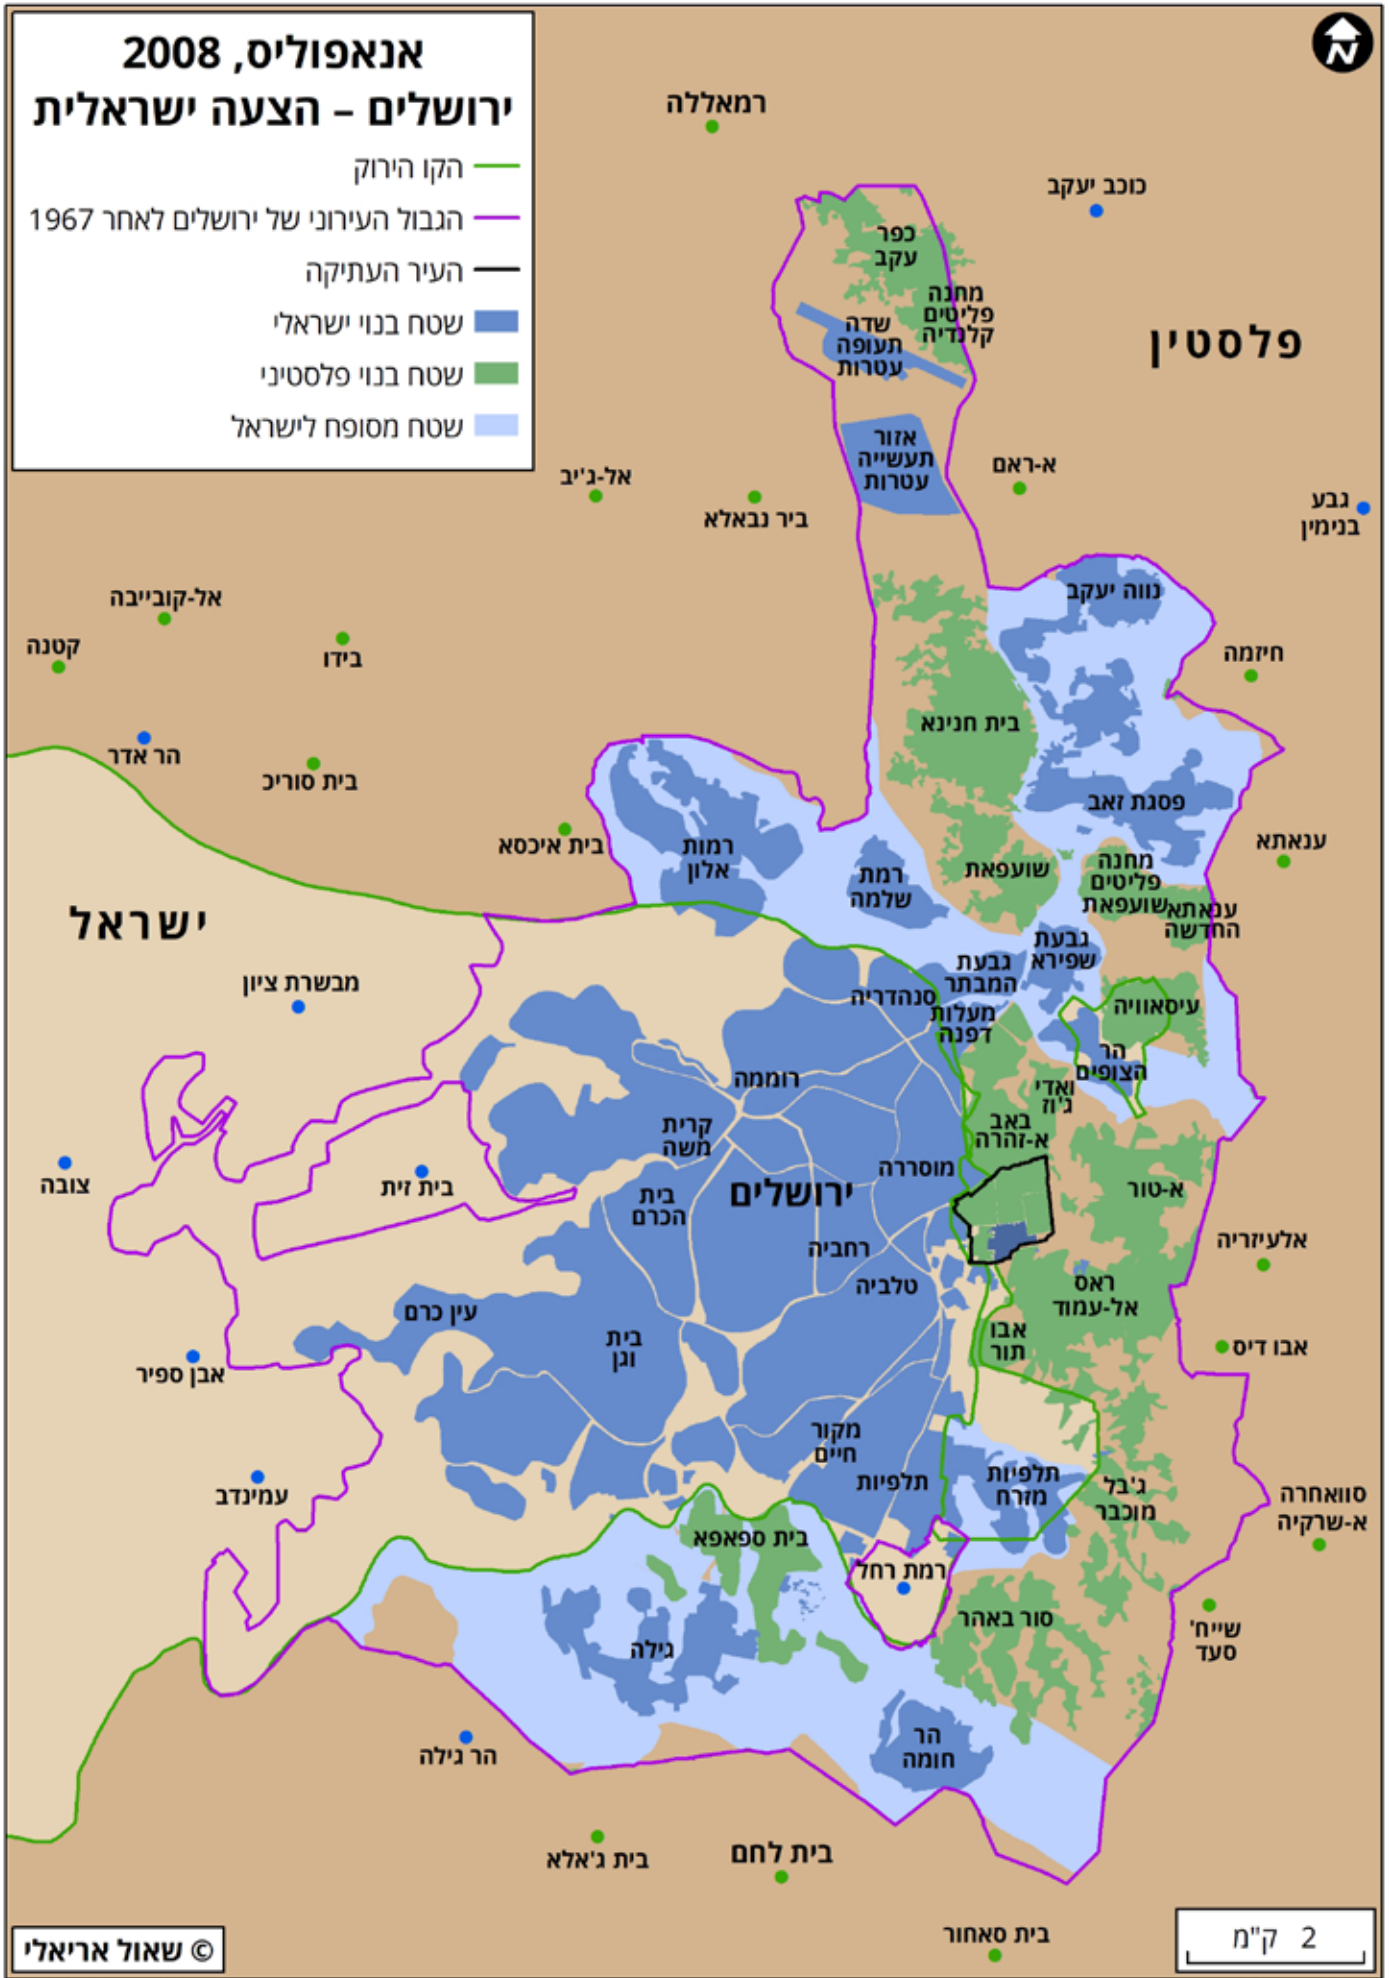 אנאפוליס, 2008
ירושלים – הצעה ישראלית
הקו הירוק
הגבול העירוני של ירושלים לאחר 1967
העיר העתיקה
שטח בנוי ישראלי
שטח בנוי פלסטיני
שטח מסופח לישראל
N
רמאללה
כוכב יעקב
כפר
עקב
מחנה
פליטים
קלנדיה
שדה
תעופה
עטרות
פלסטין
אזור
תעשייה
עטרות
א-ראם
אל-ג'יב
ביר נבאלא
גבע
בנימין
נווה יעקב
אל-קובייבה
קטנה
בידו
חיזמה
בית חנינא
הר אדר
בית סוריכ
פסגת זאב
בית איכסא
רמות
אלון
רמת
שלמה
שועפאת
מחנה
פליטים
שועפאת
ענאתא
ענאתא
החדשה
ישראל
גבעת
שפירא
גבעת
המבתר
מבשרת ציון
סנהדריה
מעלות
דפנה
עיסאוויה
הר
הצופים
רוממה
ואדי
ג'וז
באב
א-זהרה
קרית
משה
מוסררה
צובה
בית זית
בית
הכרם
ירושלים
א-טור
רחביה
אלעיזריה
טלביה
ראס
אל-עמוד
עין כרם
בית
וגן
אבו
תור
אבו דיס
אבן ספיר
מקור
חיים
תלפיות
תלפיות
מזרח
ג'בל
מוכבר
עמינדב
סוואחרה
א-שרקיה
בית ספאפא
רמת רחל
סור באהר
שייח'
סעד
גילה
הר גילה
הר
חומה
בית ג'אלא
בית לחם
בית סאחור
© שאול אריאלי
2 ק"מ